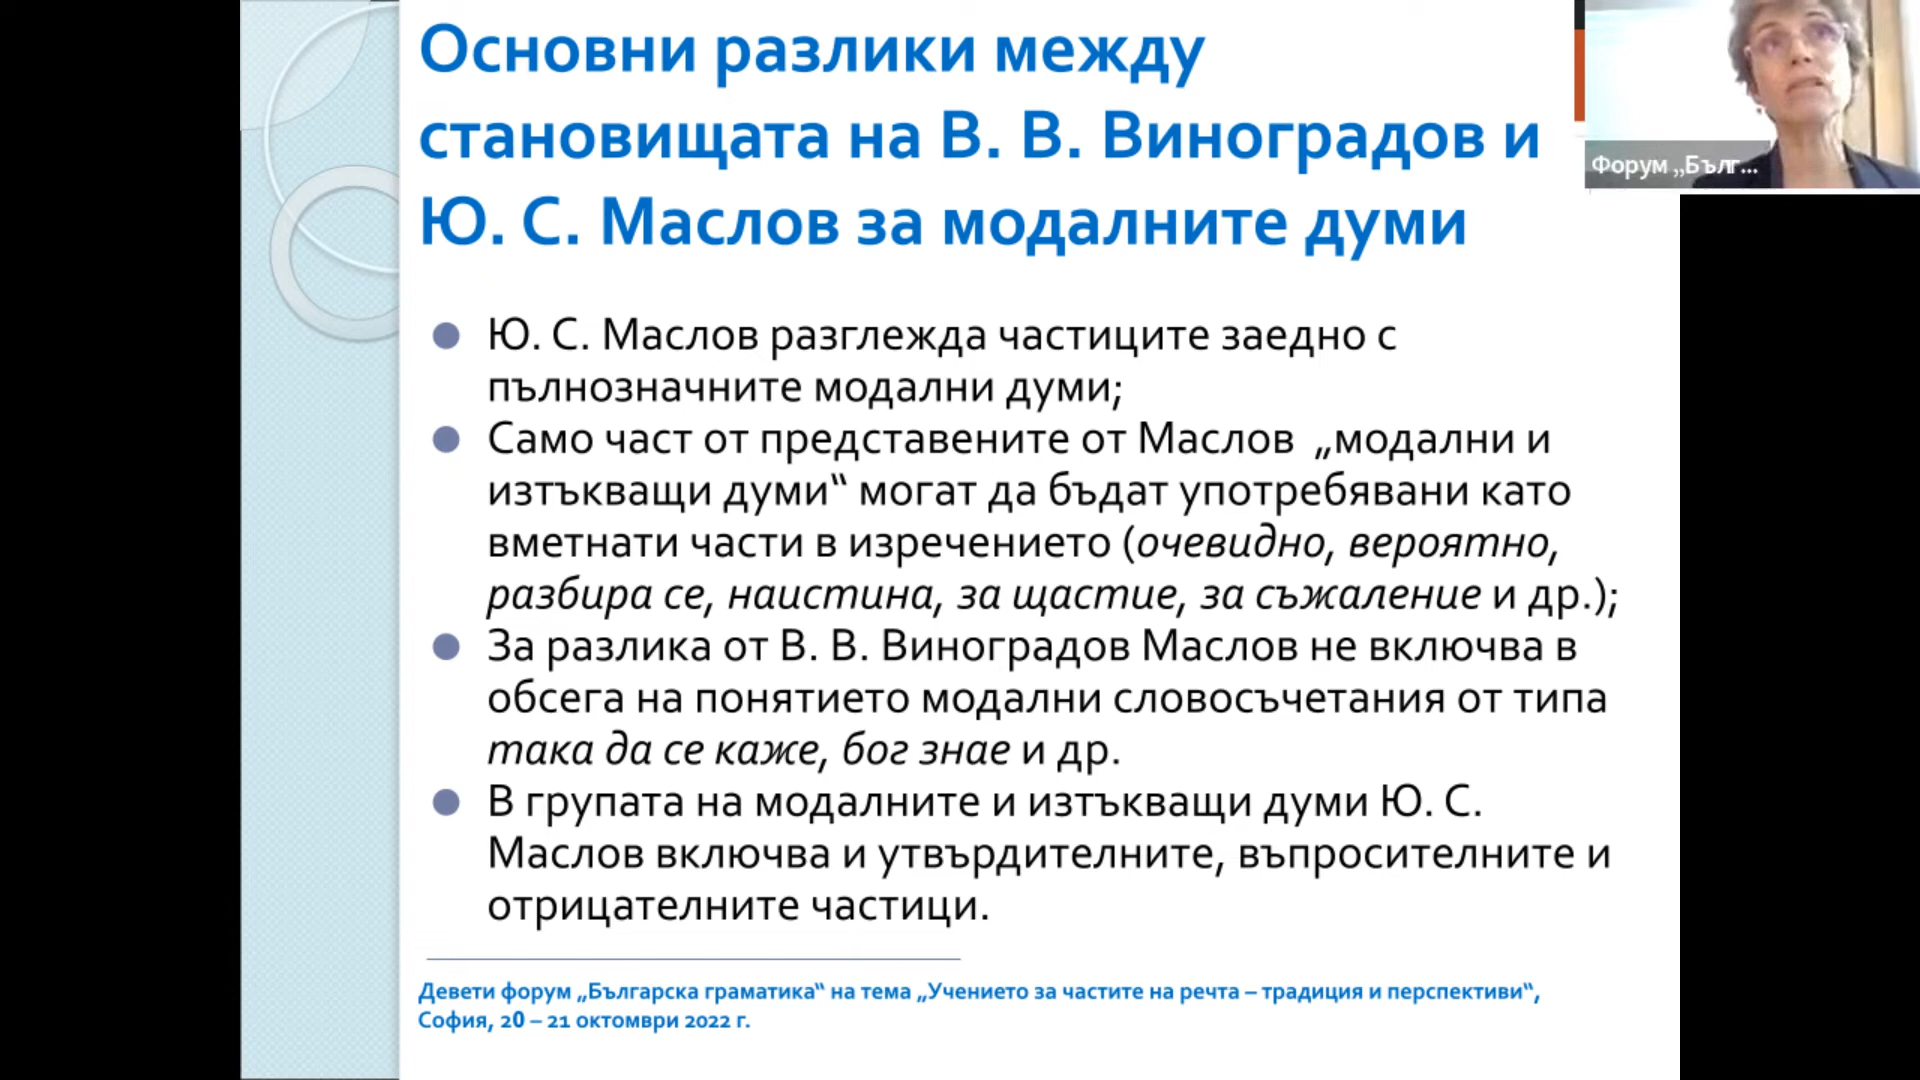 Основни разлики между
становищата на В. В. Виноградов и
Ю. С. Маслов за модалните думи
Форум „Бълг...
Ю. С. Маслов разглежда частиците заедно с
пълнозначните модални думи;
Само част от представените от Маслов „модални и
изтъкващи думи“ могат да бъдат употребявани като
вметнати части в изречението (очевидно, вероятно,
разбира се, наистина, за щастие, за съжаление и др.);
За разлика от В. В. Виноградов Маслов не включва в
обсега на понятието модални словосъчетания от типа
така да се каже, бог знае и др.
В групата на модалните и изтъкващи думи Ю. С.
Маслов включва и утвърдителните, въпросителните и
отрицателните частици.
Девети форум „Българска граматика“ на тема „Учението за частите на речта – традиция и перспективи“,
София, 20 – 21 октомври 2022 г.